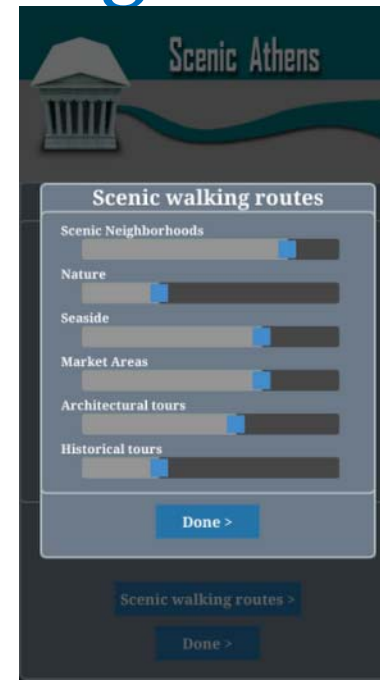 Scenic Athens
Scenic walking routes
Scenic Neighborhoods
Nature
Seaside
Market Areas
Architectural tours
Historical tours
Done >
Scenic walking routes >
Done >